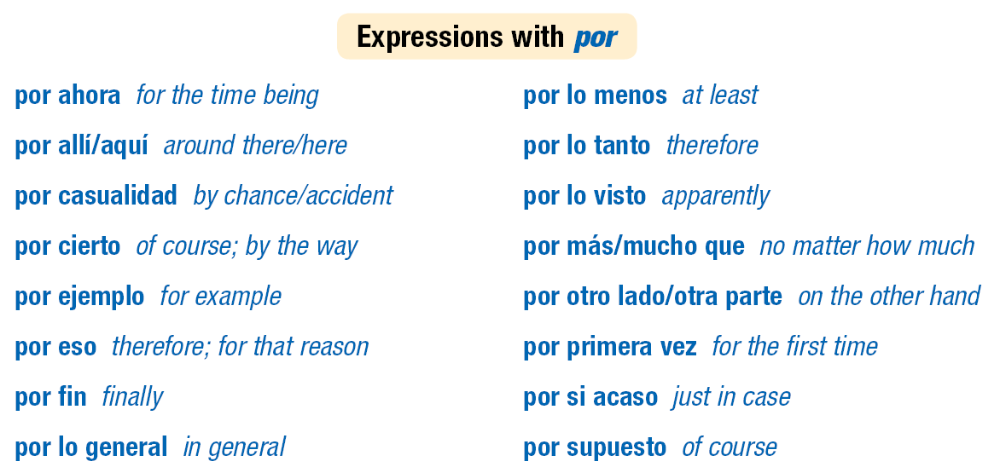 Expressions with por
por ahora for the time being
por allí/aquí around there/here
por casualidad by chance/accident
por cierto of course; by the way
por ejemplo for example
por eso therefore; for that reason
por fin finally
por lo general in general
por lo menos at least
por lo tanto therefore
por lo visto apparently
por más/mucho que no matter how much
por otro lado/otra parte on the other hand
por primera vez for the first time
por si acaso just in case
por supuesto of course